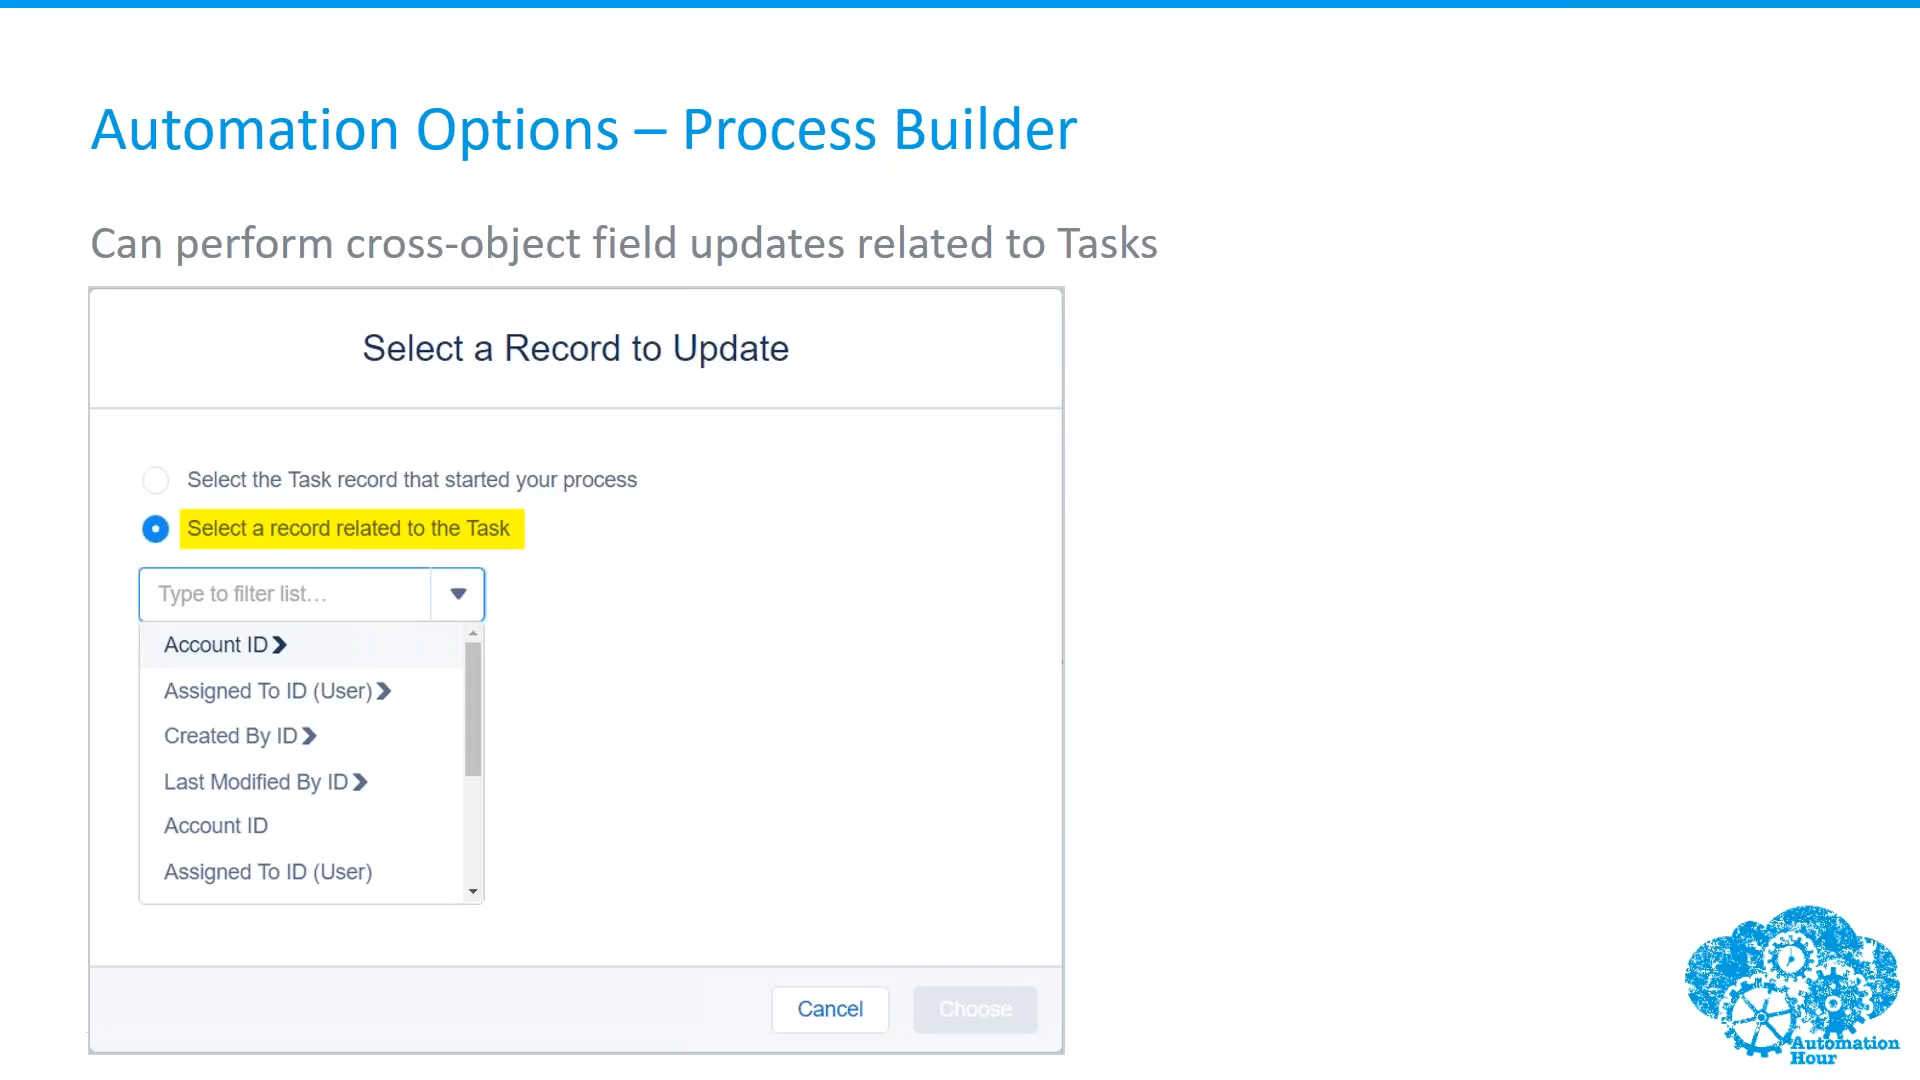 Automation Options – Process Builder
Can perform cross-object field updates related to Tasks
Select a Record to Update
Select the Task record that started your process
Select a record related to the Task
Type to filter list…
Account ID
Assigned To ID (User)
Created By ID
Last Modified By ID
Account ID
Assigned To ID (User)
Cancel
Choose
Automation
Hour